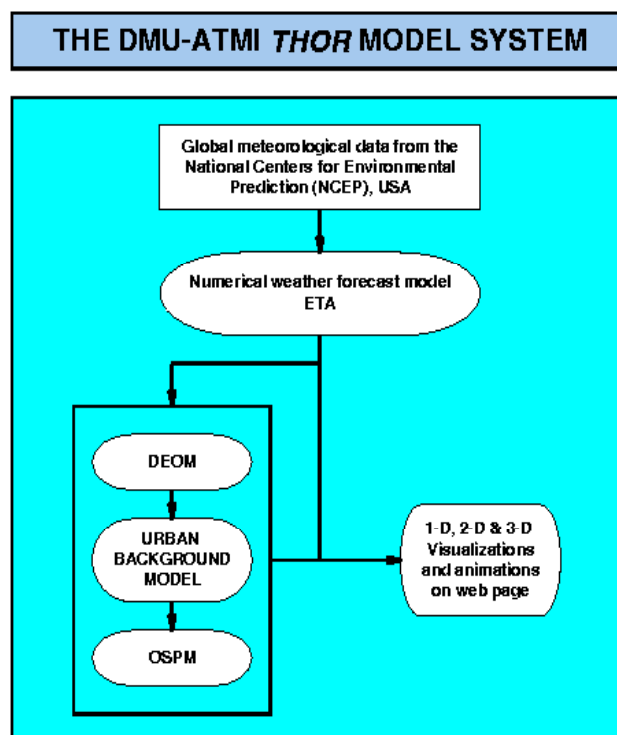 THE DMU-ATMI THOR MODEL SYSTEM
Global meteorological data from the
National Centers for Environmental
Prediction (NCEP), USA
Numerical weather forecast model
ETA
DEOM
URBAN
BACKGROUND
MODEL
OSPM
1-D, 2-D & 3-D
Visualizations
and animations
on web page